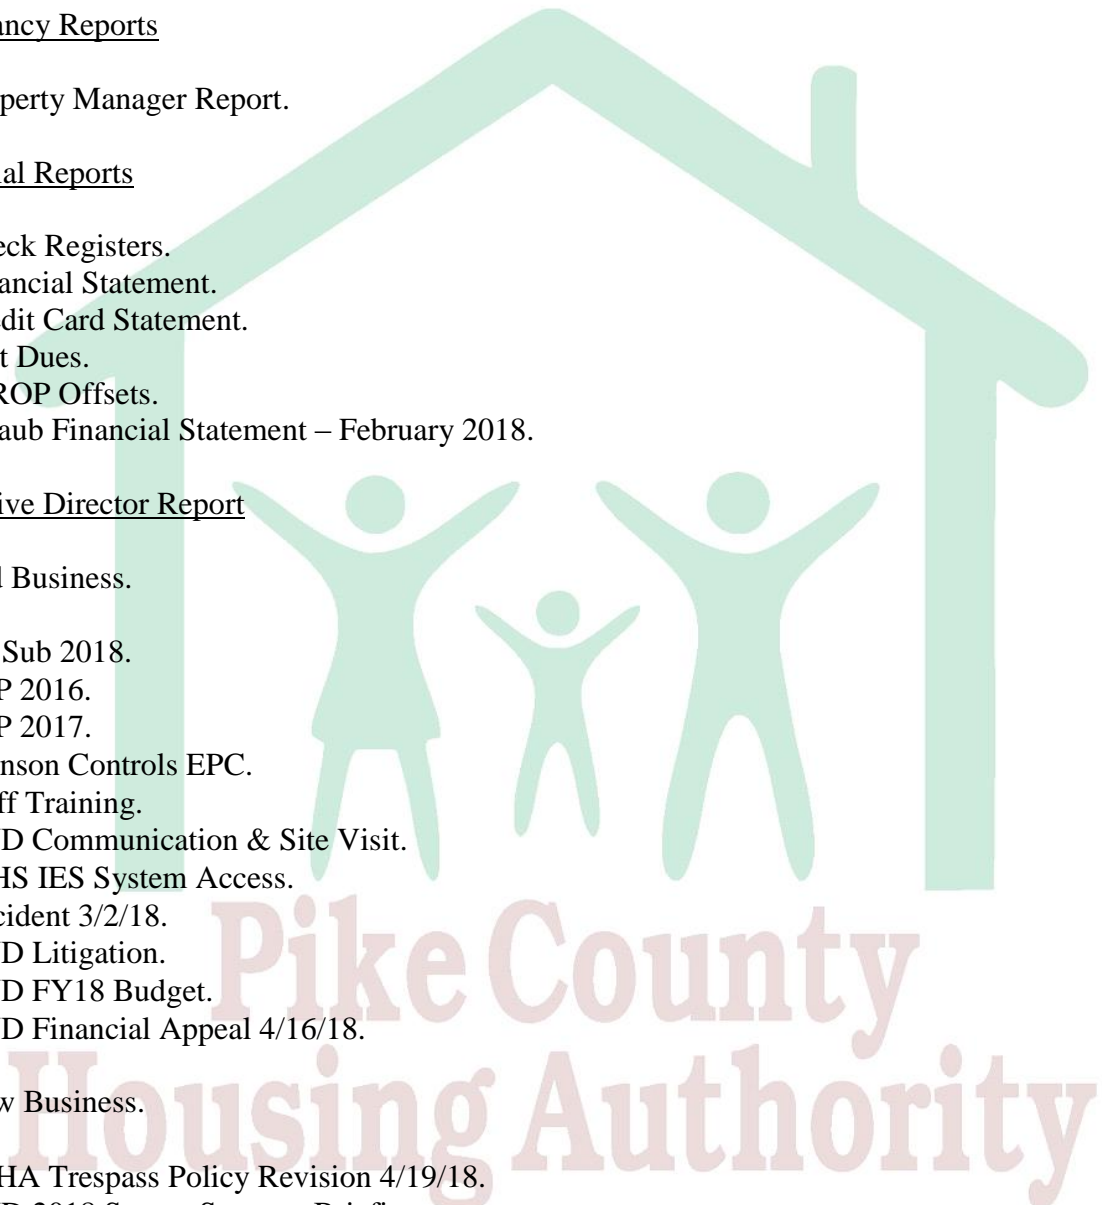 ancy Reports
perty Manager Report.
ial Reports
eck Registers.
ancial Statement.
edit Card Statement.
t Dues.
ROP Offsets.
aub Financial Statement – February 2018.
ive Director Report
d Business.
Sub 2018.
P 2016.
P 2017.
nson Controls EPC.
ff Training.
D Communication & Site Visit.
HS IES System Access.
cident 3/2/18.
D Litigation.
D FY18 Budget.
D Financial Appeal 4/16/18.
w Business.
HA Trespass Policy Revision 4/19/18.
Pike County
Housing Authority